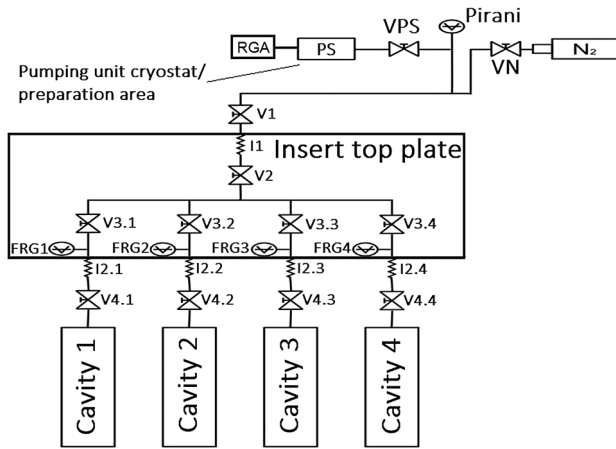 VPS
Pirani
RGA
PS
N₂
VN
Pumping unit cryostat/
preparation area
V1
I1
Insert top plate
V2
V3.1
V3.2
V3.3
V3.4
FRG1
FRG2
FRG3
FRG4
I2.1
I2.2
I2.3
I2.4
V4.1
V4.2
V4.3
V4.4
Cavity 1
Cavity 2
Cavity 3
Cavity 4